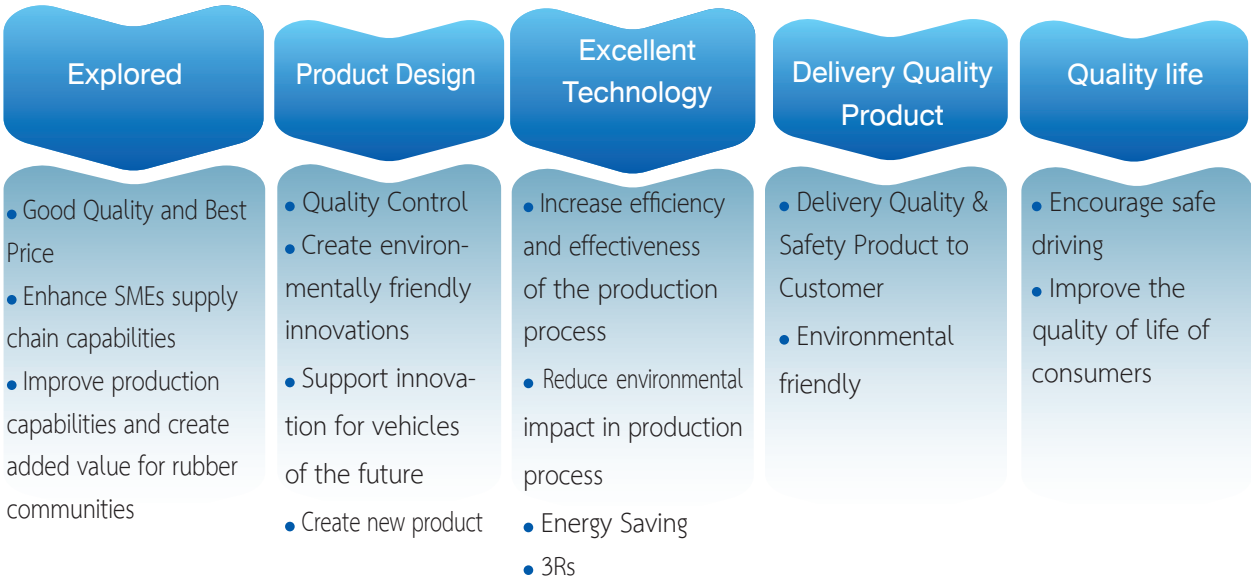 Explored
• Good Quality and Best
Price
• Enhance SMEs supply
chain capabilities
• Improve production
capabilities and create
added value for rubber
communities
Product Design
• Quality Control
• Create environ-
mentally friendly
innovations
• Support innova-
tion for vehicles
of the future
• Create new product
Excellent
Technology
• Increase efficiency
and effectiveness
of the production
process
• Reduce environmental
impact in production
process
• Energy Saving
• 3Rs
Delivery Quality
Product
• Delivery Quality &
Safety Product to
Customer
• Environmental
friendly
Quality life
• Encourage safe
driving
• Improve the
quality of life of
consumers